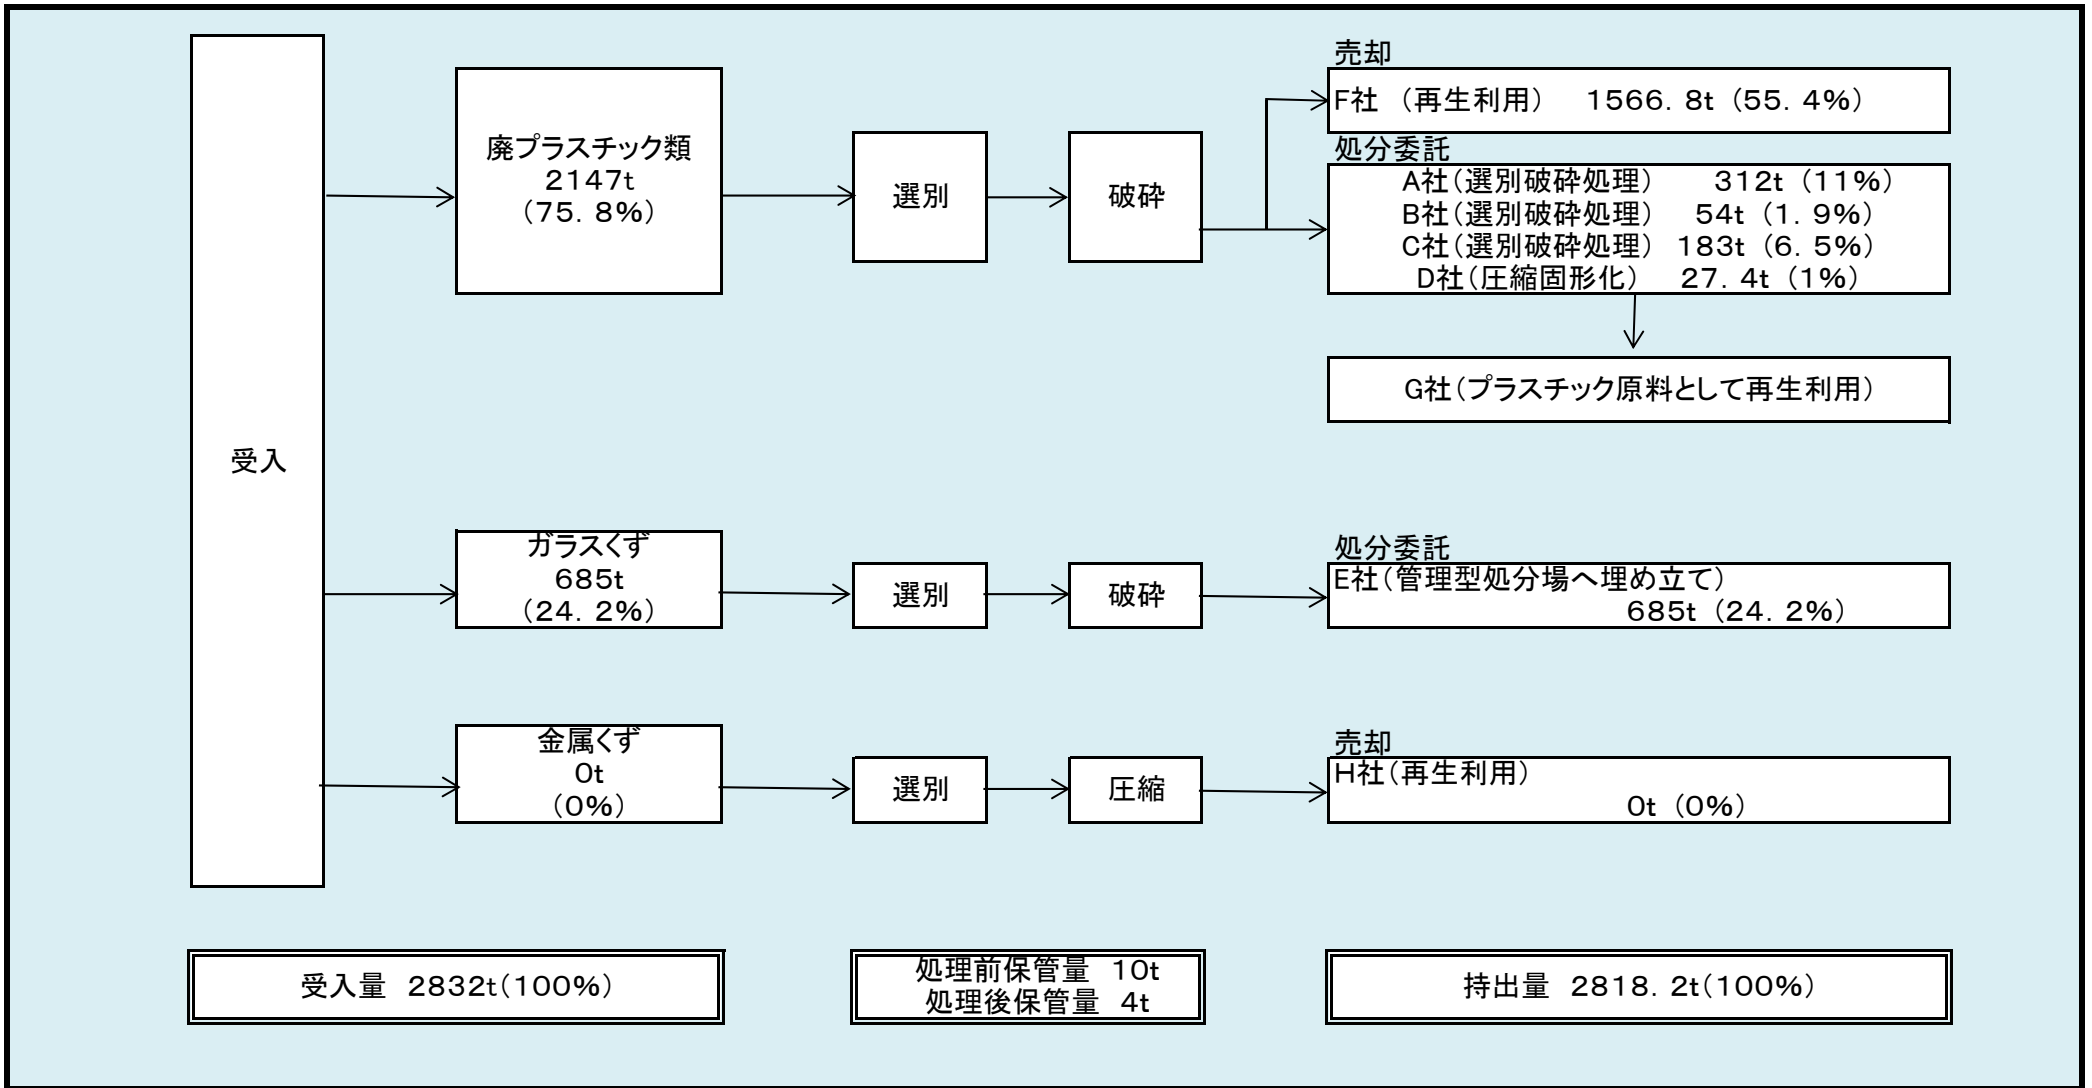 受入
廃プラスチック類
2147t
(75．8%)
選別
破砕
売却
F社 (再生利用) 1566．8t (55．4%)
処分委託
A社(選別破砕処理) 312t (11%)
B社(選別破砕処理) 54t (1．9%)
C社(選別破砕処理) 183t (6．5%)
D社(圧縮固形化) 27．4t (1%)
G社(プラスチック原料として再生利用)
ガラスくず
685t
(24．2%)
選別
破砕
処分委託
E社(管理型処分場へ埋め立て)
685t (24．2%)
金属くず
0t
(0%)
選別
圧縮
売却
H社(再生利用)
0t (0%)
受入量 2832t(100%)
処理前保管量 10t
処理後保管量 4t
持出量 2818．2t(100%)